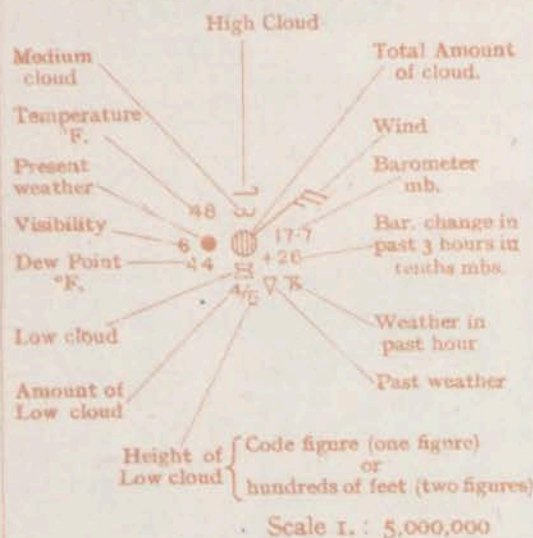 High Cloud
Medium
cloud
Total Amount
of cloud.
Temperature
°F.
Wind
Present
weather
Barometer
mb.
48
Visibility
6
17·7
Bar. change in
past 3 hours in
tenths mbs.
+26
Dew Point
°F.
44
4/5
Low cloud
Weather in
past hour
Amount of
Low cloud
Past weather
Height of
Low cloud
Code figure (one figure)
or
hundreds of feet (two figures)
Scale 1. : 5,000,000